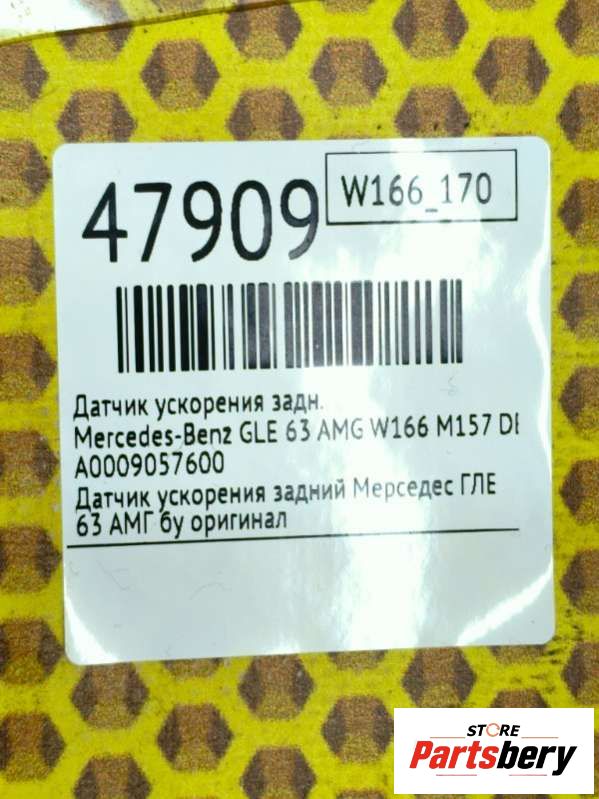 47909
W166_170
Датчик ускорения задн.
Mercedes-Benz GLE 63 AMG W166 M157 DE
A0009057600
Датчик ускорения задний Мерседес ГЛЕ
63 АМГ бу оригинал
STORE
Partsbery